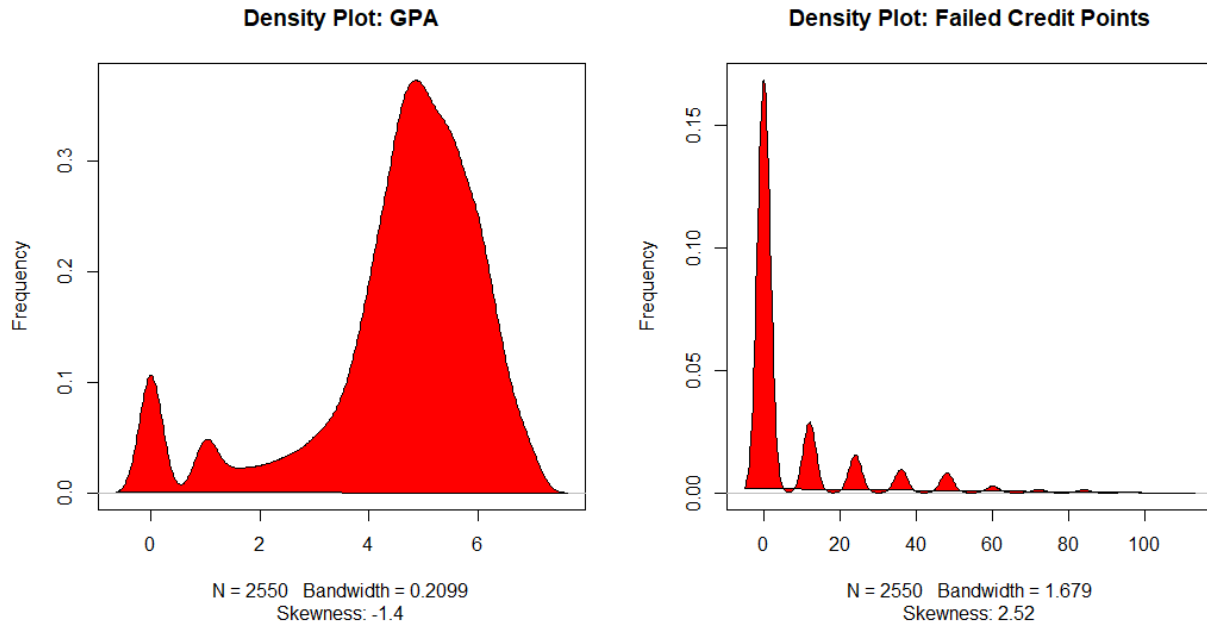 Density Plot: GPA
Frequency
0.0
0.1
0.2
0.3
0
2
4
6
N = 2550 Bandwidth = 0.2099
Skewness: -1.4
Density Plot: Failed Credit Points
Frequency
0.00
0.05
0.10
0.15
0
20
40
60
80
100
N = 2550 Bandwidth = 1.679
Skewness: 2.52